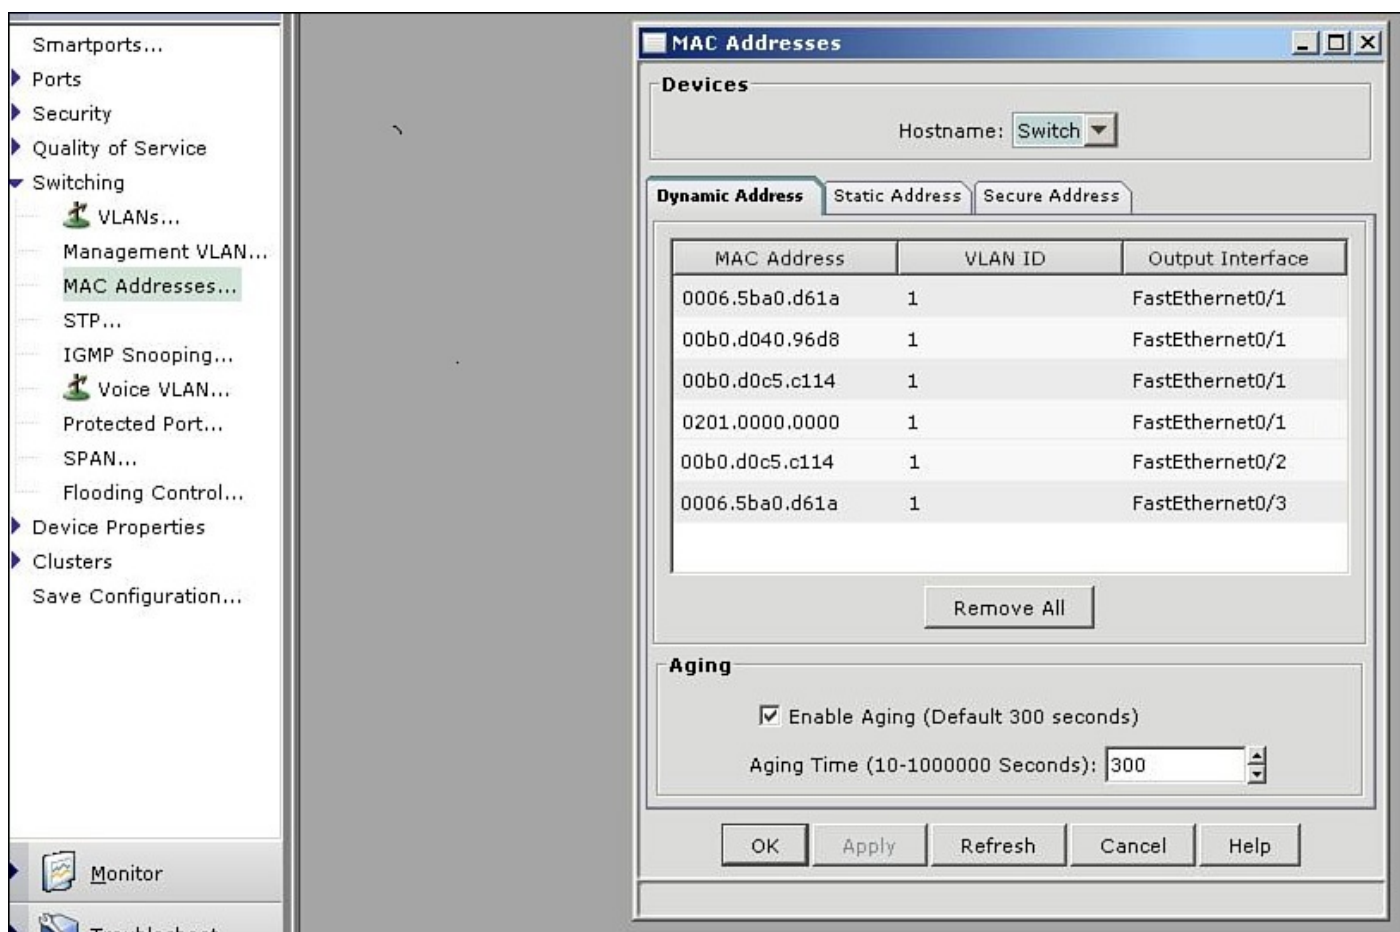 Smartports...
Ports
Security
Quality of Service
Switching
VLANs...
Management VLAN...
MAC Addresses...
STP...
IGMP Snooping...
Voice VLAN...
Protected Port...
SPAN...
Flooding Control...
Device Properties
Clusters
Save Configuration...
Monitor
Troubleshoot
MAC Addresses
Devices
Hostname: Switch
Dynamic Address Static Address Secure Address
MAC Address VLAN ID Output Interface
0006.5ba0.d61a 1 FastEthernet0/1
00b0.d040.96d8 1 FastEthernet0/1
00b0.d0c5.c114 1 FastEthernet0/1
0201.0000.0000 1 FastEthernet0/1
00b0.d0c5.c114 1 FastEthernet0/2
0006.5ba0.d61a 1 FastEthernet0/3
Remove All
Aging
Enable Aging (Default 300 seconds)
Aging Time (10-1000000 Seconds): 300
OK Apply Refresh Cancel Help